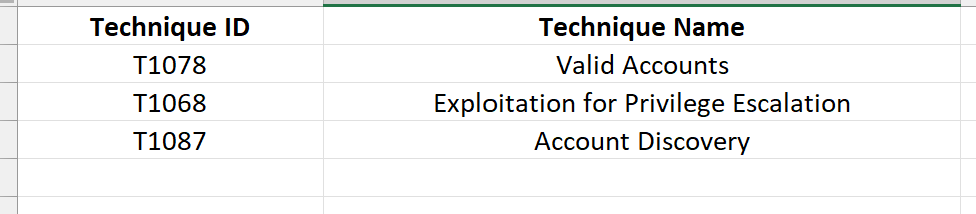 Technique ID Technique Name
T1078 Valid Accounts
T1068 Exploitation for Privilege Escalation
T1087 Account Discovery